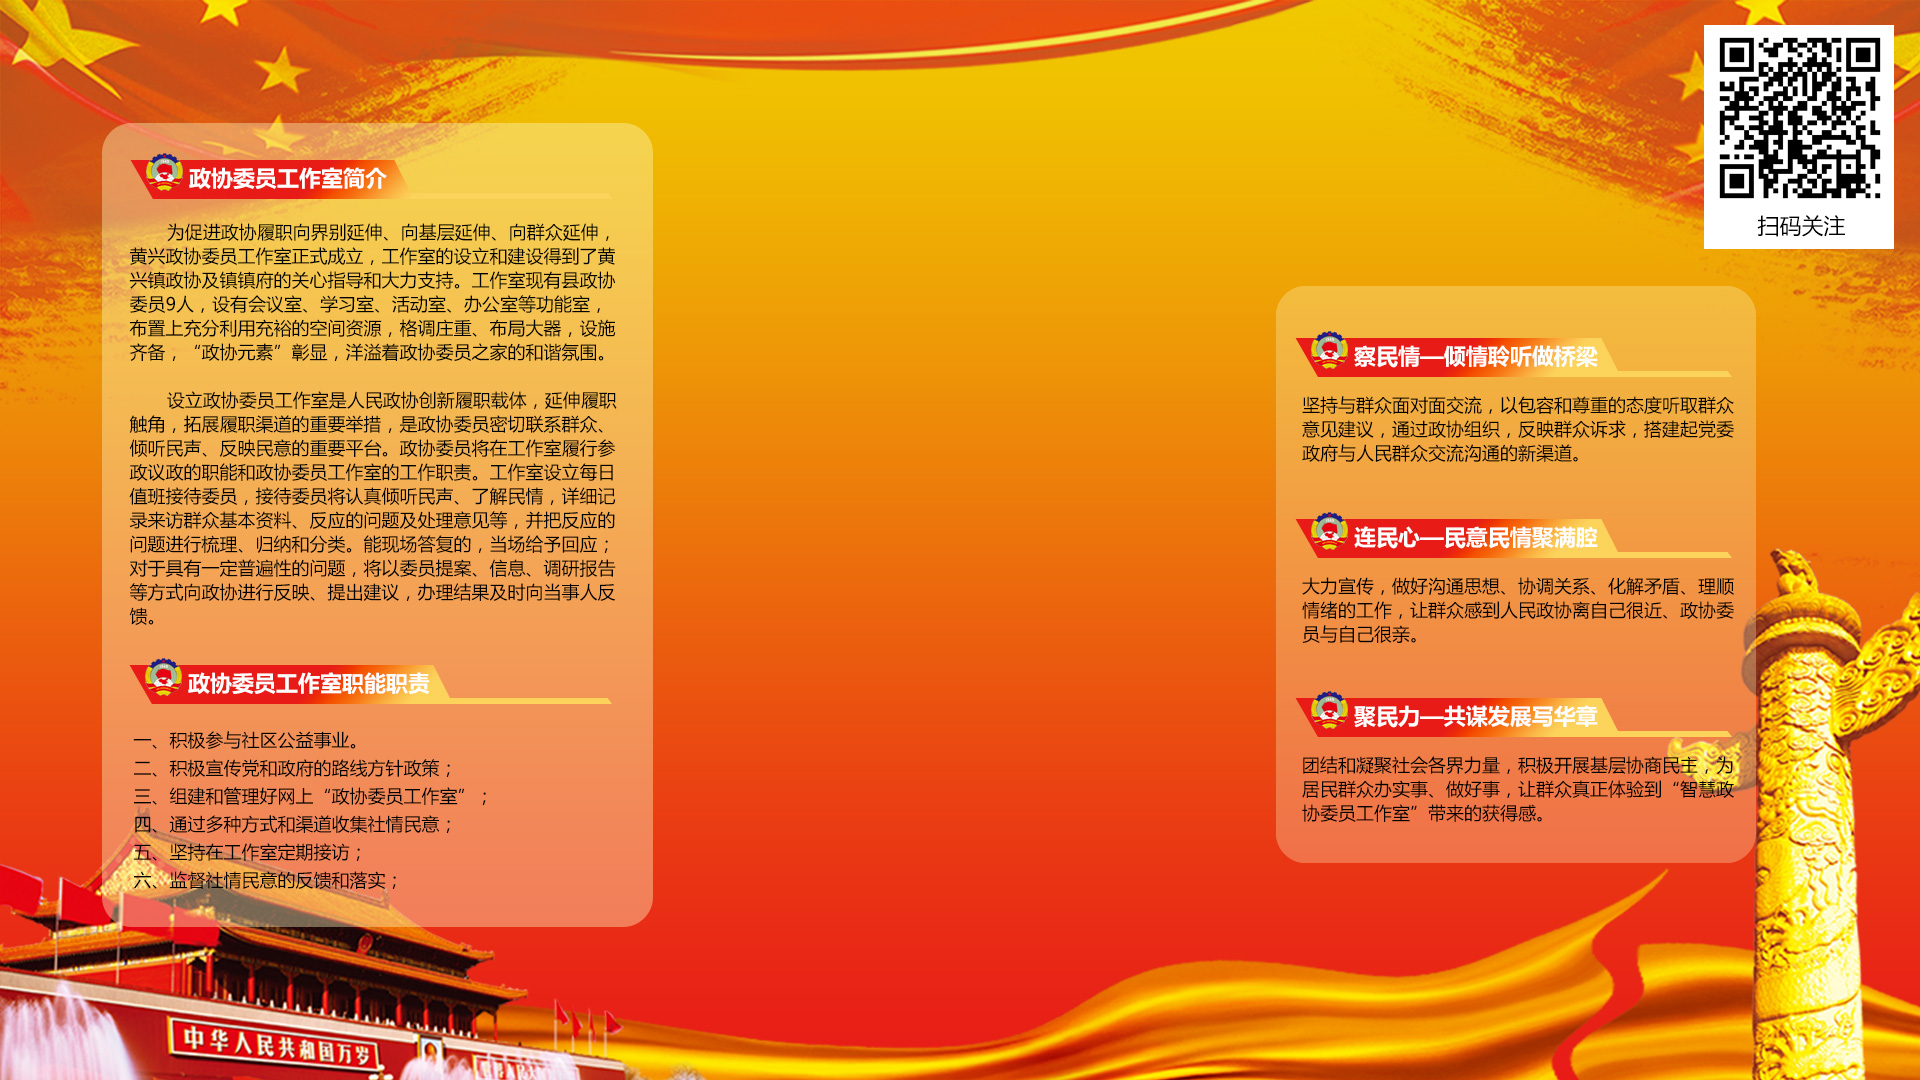 政协委员工作室简介
为促进政协履职向界别延伸、向基层延伸、向群众延伸，
黄兴政协委员工作室正式成立，工作室的设立和建设得到了黄
兴镇政协及镇镇府的关心指导和大力支持。工作室现有县政协
委员9人，设有会议室、学习室、活动室、办公室等功能室，
布置上充分利用充裕的空间资源，格调庄重、布局大器，设施
齐备，“政协元素”彰显，洋溢着政协委员之家的和谐氛围。
设立政协委员工作室是人民政协创新履职载体，延伸履职
触角，拓展履职渠道的重要举措，是政协委员密切联系群众、
倾听民声、反映民意的重要平台。政协委员将在工作室履行参
政议政的职能和政协委员工作室的工作职责。工作室设立每日
值班接待委员，接待委员将认真倾听民声、了解民情，详细记
录来访群众基本资料、反应的问题及处理意见等，并把反应的
问题进行梳理、归纳和分类。能现场答复的，当场给予回应；
对于具有一定普遍性的问题，将以委员提案、信息、调研报告
等方式向政协进行反映、提出建议，办理结果及时向当事人反
馈。
政协委员工作室职能职责
一、积极参与社区公益事业。
二、积极宣传党和政府的路线方针政策；
三、组建和管理好网上“政协委员工作室”；
四、通过多种方式和渠道收集社情民意；
五、坚持在工作室定期接访；
六、监督社情民意的反馈和落实；
中华人民共和国万岁
扫码关注
察民情—倾情聆听做桥梁
坚持与群众面对面交流，以包容和尊重的态度听取群众
意见建议，通过政协组织，反映群众诉求，搭建起党委
政府与人民群众交流沟通的新渠道。
连民心—民意民情聚满腔
大力宣传，做好沟通思想、协调关系、化解矛盾、理顺
情绪的工作，让群众感到人民政协离自己很近、政协委
员与自己很亲。
聚民力—共谋发展写华章
团结和凝聚社会各界力量，积极开展基层协商民主，为
居民群众办实事、做好事，让群众真正体验到“智慧政
协委员工作室”带来的获得感。